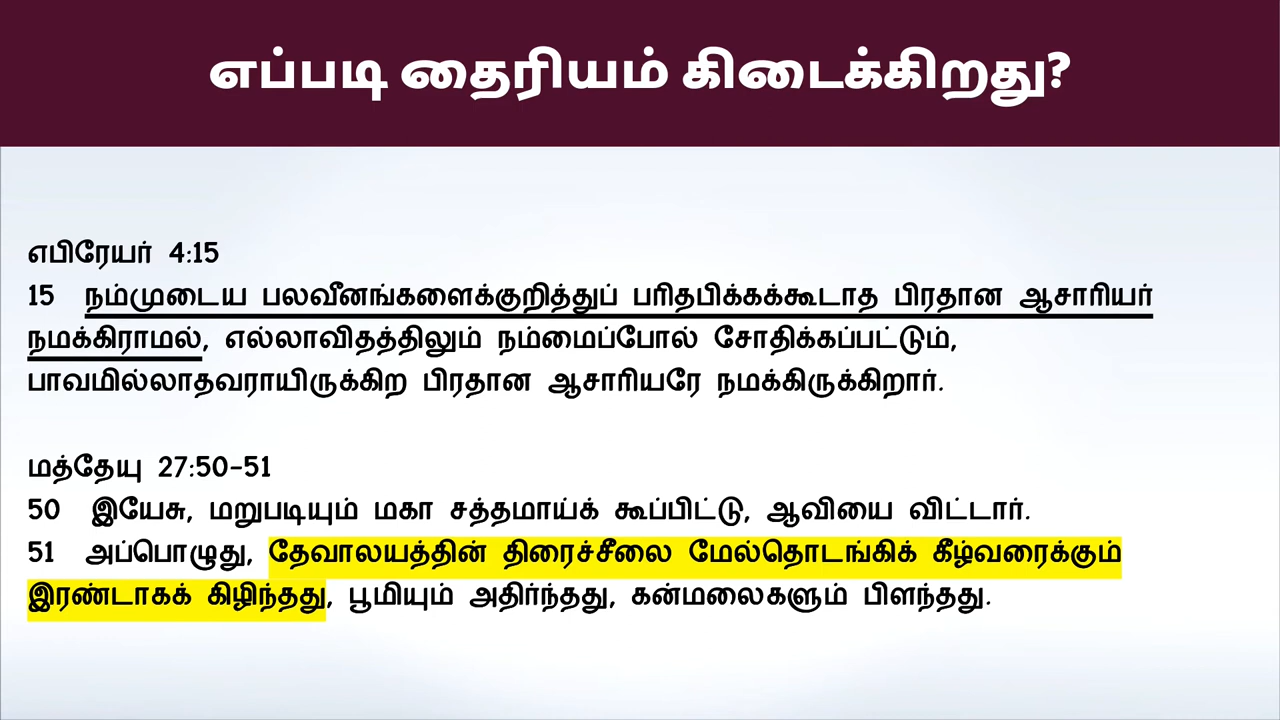 எப்படி தைரியம் கிடைக்கிறது?
எபிரேயர் 4:15
15 நம்முடைய பலவீனங்களைக்குறித்துப் பரிதபிக்கக்கூடாத பிரதான ஆசாரியர்
நமக்கிராமல், எல்லாவிதத்திலும் நம்மைப்போல் சோதிக்கப்பட்டும்,
பாவமில்லாதவராயிருக்கிற பிரதான ஆசாரியரே நமக்கிருக்கிறார்.
மத்தேயு 27:50-51
50 இயேசு, மறுபடியும் மகா சத்தமாய்க் கூப்பிட்டு, ஆவியை விட்டார்.
51 அப்பொழுது, தேவாலயத்தின் திரைச்சீலை மேல்தொடங்கிக் கீழ்வரைக்கும்
இரண்டாகக் கிழிந்தது, பூமியும் அதிர்ந்தது, கன்மலைகளும் பிளந்தது.